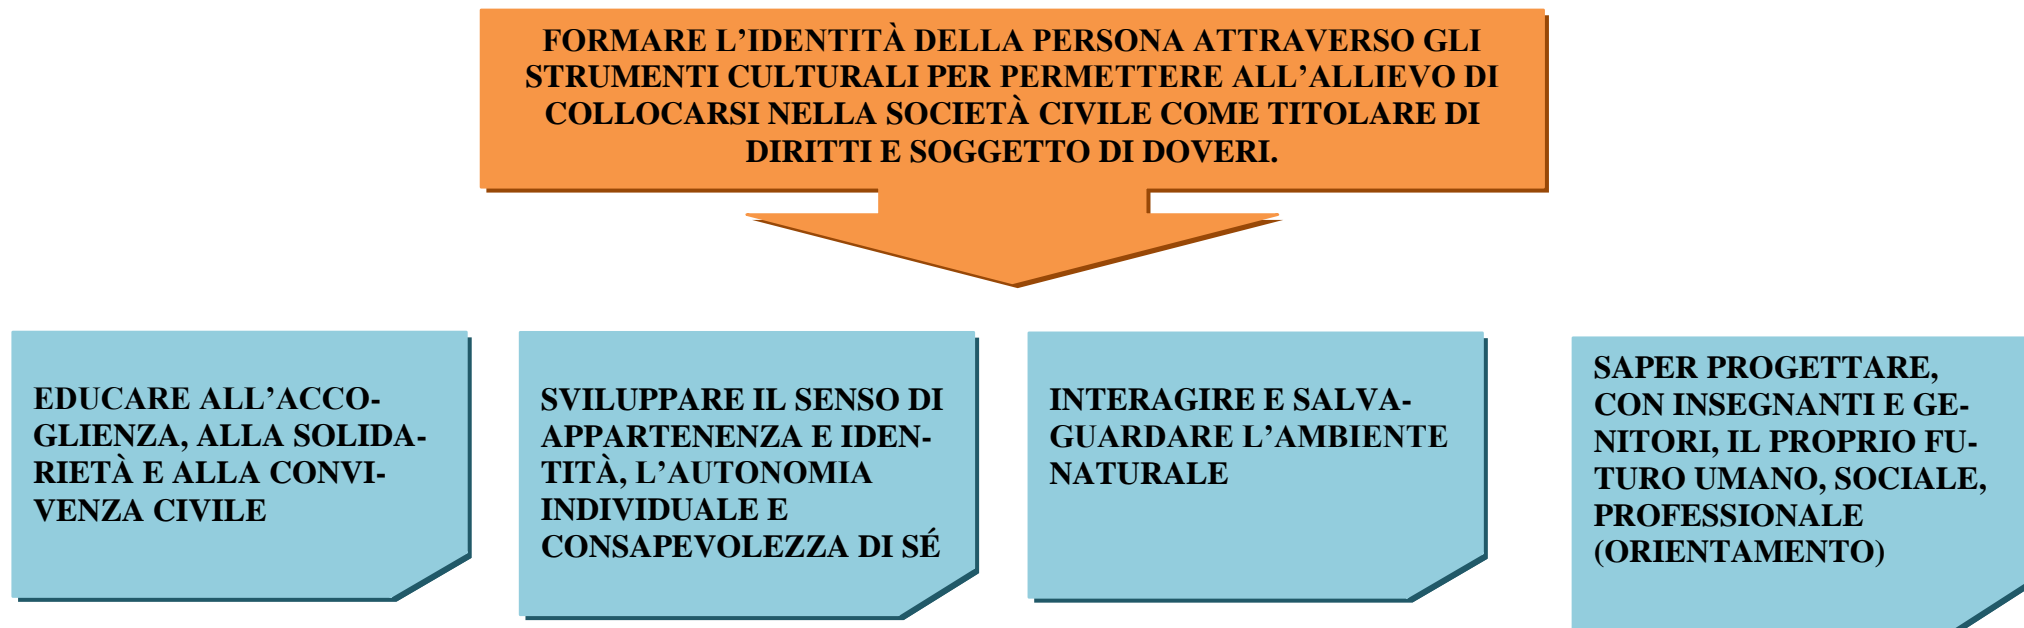 FORMARE L’IDENTITÀ DELLA PERSONA ATTRAVERSO GLI
STRUMENTI CULTURALI PER PERMETTERE ALL’ALLIEVO DI
COLLOCARSI NELLA SOCIETÀ CIVILE COME TITOLARE DI
DIRITTI E SOGGETTO DI DOVERI.
EDUCARE ALL’ACCO-
GLIENZA, ALLA SOLIDA-
RIETÀ E ALLA CONVI-
VENZA CIVILE
SVILUPPARE IL SENSO DI
APPARTENENZA E IDEN-
TITÀ, L’AUTONOMIA
INDIVIDUALE E
CONSAPEVOLEZZA DI SÉ
INTERAGIRE E SALVA-
GUARDARE L’AMBIENTE
NATURALE
SAPER PROGETTARE,
CON INSEGNANTI E GE-
NITORI, IL PROPRIO FU-
TURO UMANO, SOCIALE,
PROFESSIONALE
(ORIENTAMENTO)